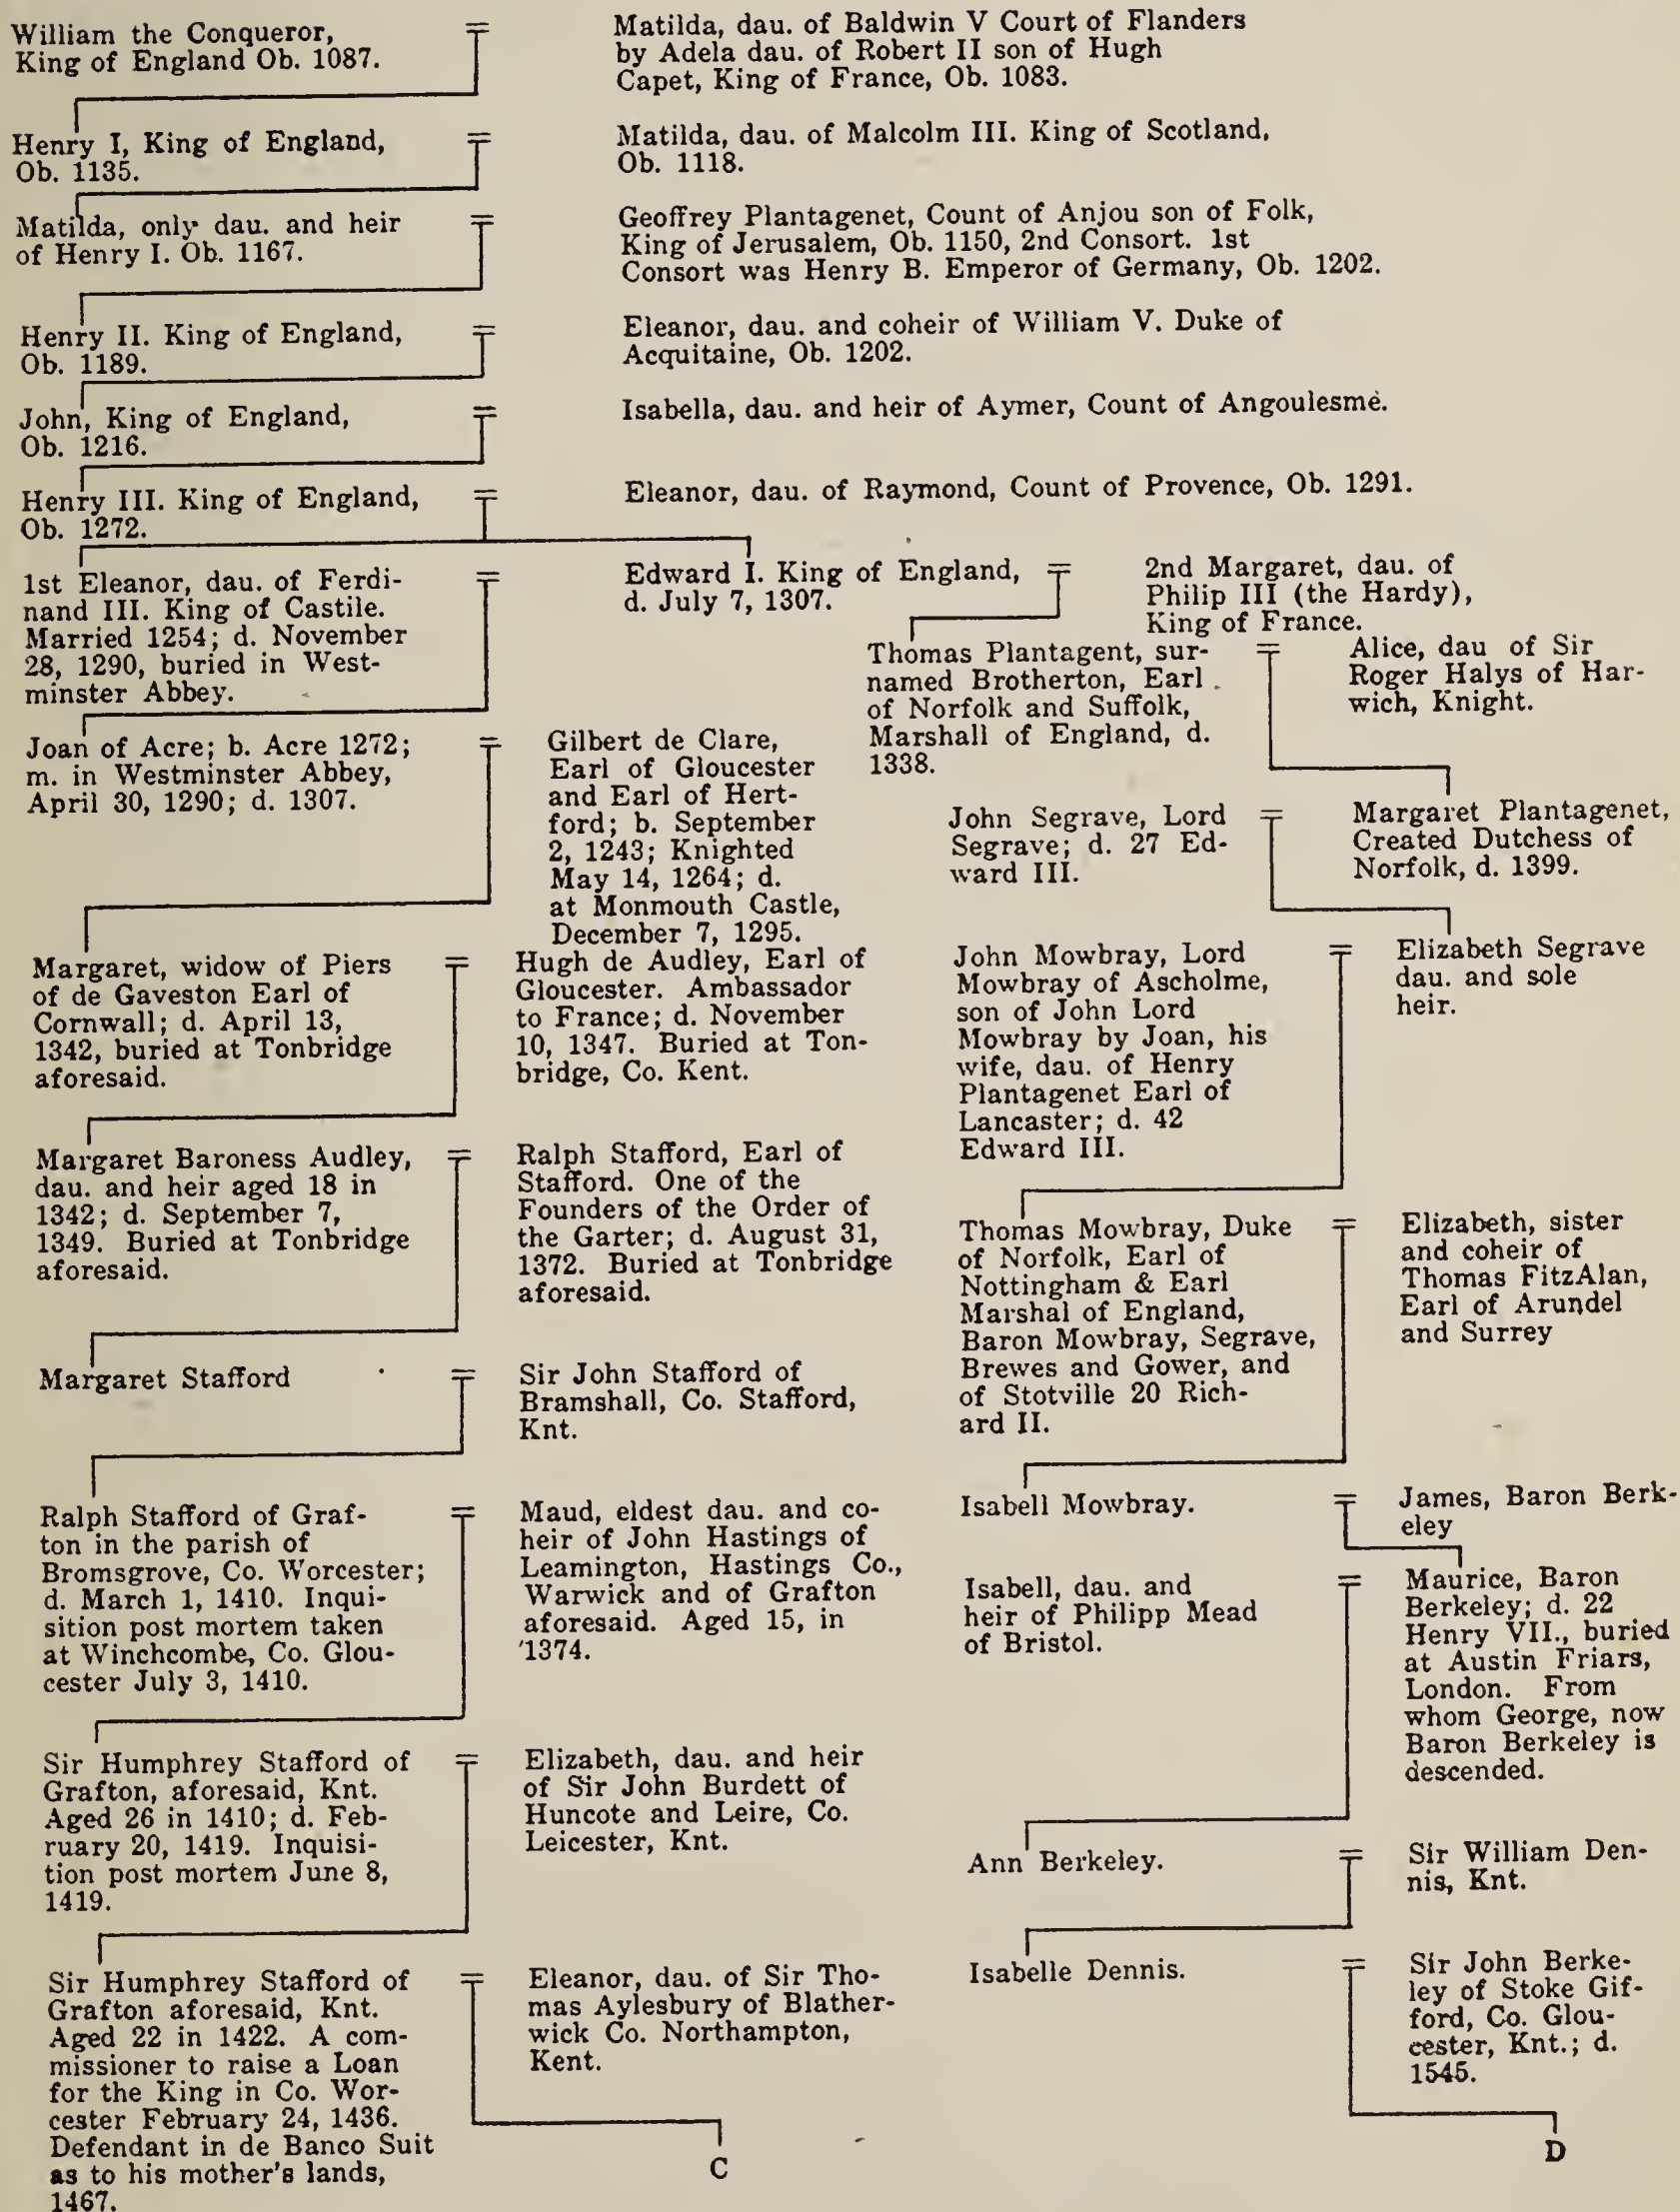 William the Conqueror,
King of England Ob. 1087.
Matilda, dau. of Baldwin V Court of Flanders
by Adela dau. of Robert II son of Hugh
Capet, King of France, Ob. 1083.
Henry I, King of England,
Ob. 1135.
Matilda, dau. of Malcolm III. King of Scotland,
Ob. 1118.
Matilda, only dau. and heir
of Henry I. Ob. 1167.
Geoffrey Plantagenet, Count of Anjou son of Folk,
King of Jerusalem, Ob. 1150, 2nd Consort. 1st
Consort was Henry B. Emperor of Germany, Ob. 1202.
Henry II. King of England,
Ob. 1189.
Eleanor, dau. and coheir of William V. Duke of
Acquitaine, Ob. 1202.
John, King of England,
Ob. 1216.
Isabella, dau. and heir of Aymer, Count of Angoulesme.
Henry III. King of England,
Ob. 1272.
Eleanor, dau. of Raymond, Count of Provence, Ob. 1291.
1st Eleanor, dau. of Ferdi-
nand III. King of Castile.
Married 1254; d. November
28, 1290, buried in West-
minster Abbey.
Edward I. King of England,
d. July 7, 1307.
2nd Margaret, dau. of
Philip III (the Hardy),
King of France.
Thomas Plantagent, sur-
named Brotherton, Earl
of Norfolk and Suffolk,
Marshall of England, d.
1338.
Alice, dau of Sir
Roger Halys of Har-
wich, Knight.
Joan of Acre; b. Acre 1272;
m. in Westminster Abbey,
April 30, 1290; d. 1307.
Gilbert de Clare,
Earl of Gloucester
and Earl of Hert-
ford; b. September
2, 1243; Knighted
May 14, 1264; d.
at Monmouth Castle,
December 7, 1295.
John Segrave, Lord
Segrave; d. 27 Ed-
ward III.
Margaret Plantagenet,
Created Dutchess of
Norfolk, d. 1399.
Margaret, widow of Piers
of de Gaveston Earl of
Cornwall; d. April 13,
1342, buried at Tonbridge
aforesaid.
Hugh de Audley, Earl of
Gloucester. Ambassador
to France; d. November
10, 1347. Buried at Ton-
bridge, Co. Kent.
John Mowbray, Lord
Mowbray of Ascholme,
son of John Lord
Mowbray by Joan, his
wife, dau. of Henry
Plantagenet Earl of
Lancaster; d. 42
Edward III.
Elizabeth Segrave
dau. and sole
heir.
Margaret Baroness Audley,
dau. and heir aged 18 in
1342; d. September 7,
1349. Buried at Tonbridge
aforesaid.
Ralph Stafford, Earl of
Stafford. One of the
Founders of the Order of
the Garter; d. August 31,
1372. Buried at Tonbridge
aforesaid.
Thomas Mowbray, Duke
of Norfolk, Earl of
Nottingham & Earl
Marshal of England,
Baron Mowbray, Segrave,
Brewes and Gower, and
of Stotville 20 Rich-
ard II.
Elizabeth, sister
and coheir of
Thomas FitzAlan,
Earl of Arundel
and Surrey
Margaret Stafford
Sir John Stafford of
Bramshall, Co. Stafford,
Knt.
Isabell Mowbray.
James, Baron Berk-
eley
Ralph Stafford of Graf-
ton in the parish of
Bromsgrove, Co. Worcester;
d. March 1, 1410. Inqui-
sition post mortem taken
at Winchcombe, Co. Glou-
cester July 3, 1410.
Maud, eldest dau. and co-
heir of John Hastings of
Leamington, Hastings Co.,
Warwick and of Grafton
aforesaid. Aged 15, in
'1374.
Isabell, dau. and
heir of Philipp Mead
of Bristol.
Maurice, Baron
Berkeley; d. 22
Henry VII., buried
at Austin Friars,
London. From
whom George, now
Baron Berkeley is
descended.
Sir Humphrey Stafford of
Grafton, aforesaid, Knt.
Aged 26 in 1410; d. Feb-
ruary 20, 1419. Inquisi-
tion post mortem June 8,
1419.
Elizabeth, dau. and heir
of Sir John Burdett of
Huncote and Leire, Co.
Leicester, Knt.
Ann Berkeley.
Sir William Den-
nis, Knt.
Sir Humphrey Stafford of
Grafton aforesaid, Knt.
Aged 22 in 1422. A com-
missioner to raise a Loan
for the King in Co. Wor-
cester February 24, 1436.
Defendant in de Banco Suit
as to his mother's lands,
1467.
Eleanor, dau. of Sir Tho-
mas Aylesbury of Blather-
wick Co. Northampton,
Kent.
Isabelle Dennis.
Sir John Berke-
ley of Stoke Gif-
ford, Co. Glou-
cester, Knt.; d.
1545.
C
D